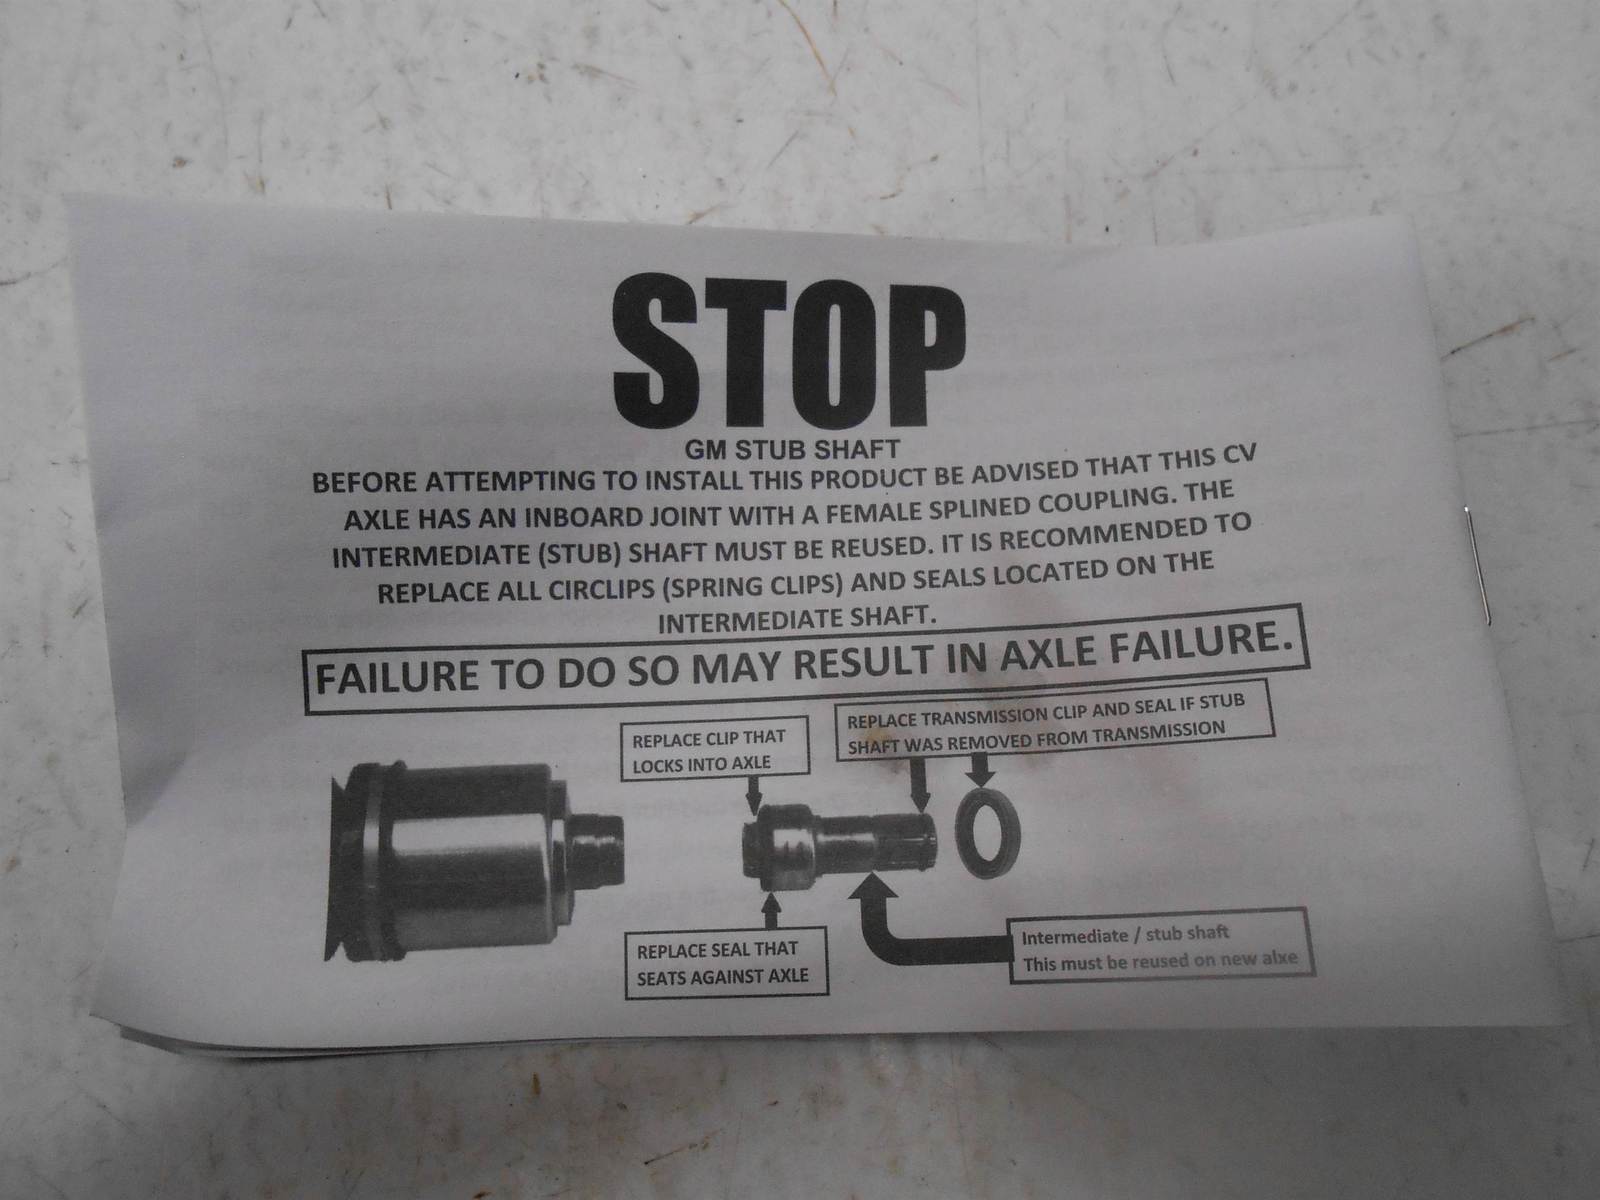 STOP
GM STUB SHAFT
BEFORE ATTEMPTING TO INSTALL THIS PRODUCT BE ADVISED THAT THIS CV
AXLE HAS AN INBOARD JOINT WITH A FEMALE SPLINED COUPLING. THE
INTERMEDIATE (STUB) SHAFT MUST BE REUSED. IT IS RECOMMENDED TO
REPLACE ALL CIRCLIPS (SPRING CLIPS) AND SEALS LOCATED ON THE
INTERMEDIATE SHAFT.
FAILURE TO DO SO MAY RESULT IN AXLE FAILURE.
REPLACE CLIP THAT
LOCKS INTO AXLE
REPLACE TRANSMISSION CLIP AND SEAL IF STUB
SHAFT WAS REMOVED FROM TRANSMISSION
REPLACE SEAL THAT
SEATS AGAINST AXLE
Intermediate / stub shaft
This must be reused on new alxe